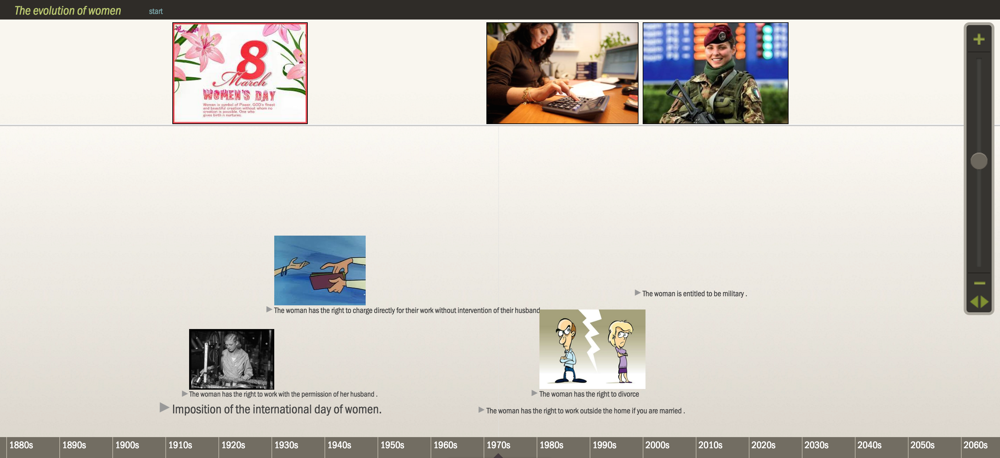 The evolution of women
start
8
March
WOMEN'S DAY
Women is symbol of Power, GOD's finest
and beautiful creation without whom no
creation is possible. One who
gives birth n nurtures.
The woman is entitled to be military .
The woman has the right to charge directly for their work without intervention of their husband
The woman has the right to work with the permission of her husband .
The woman has the right to divorce
Imposition of the international day of women.
The woman has the right to work outside the home if you are married .
1880s 1890s 1900s 1910s 1920s 1930s 1940s 1950s 1960s 1970s 1980s 1990s 2000s 2010s 2020s 2030s 2040s 2050s 2060s